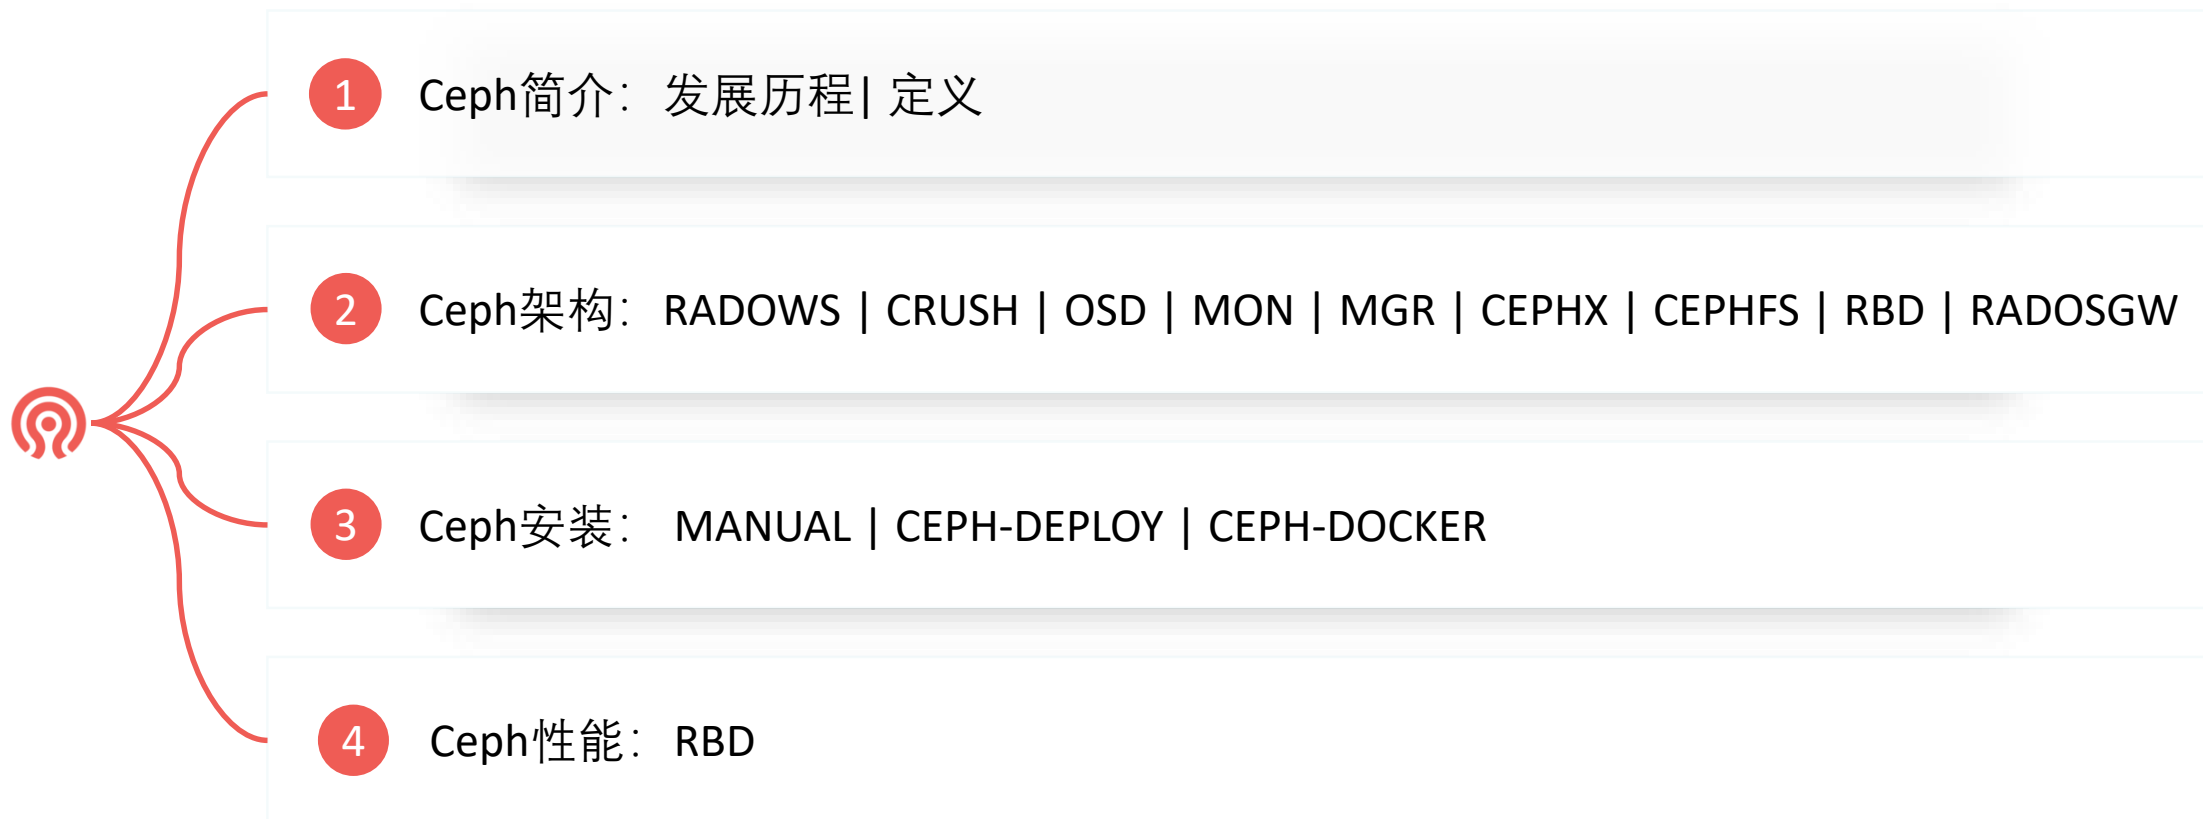 1 Ceph简介： 发展历程| 定义
2 Ceph架构： RADOWS | CRUSH | OSD | MON | MGR | CEPHX | CEPHFS | RBD | RADOSGW
3 Ceph安装： MANUAL | CEPH-DEPLOY | CEPH-DOCKER
4 Ceph性能： RBD